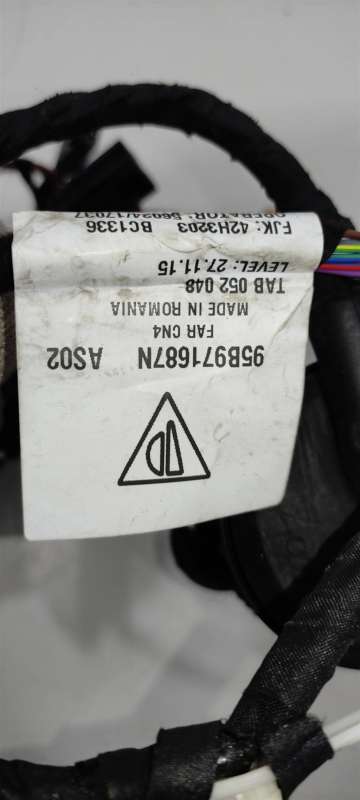 95B971687N AS02
FAR CN4
MADE IN ROMANIA
TAB 052 048
LEVEL: 27.11.15
FJK: 42H3203 BC1336
OPERATOR: